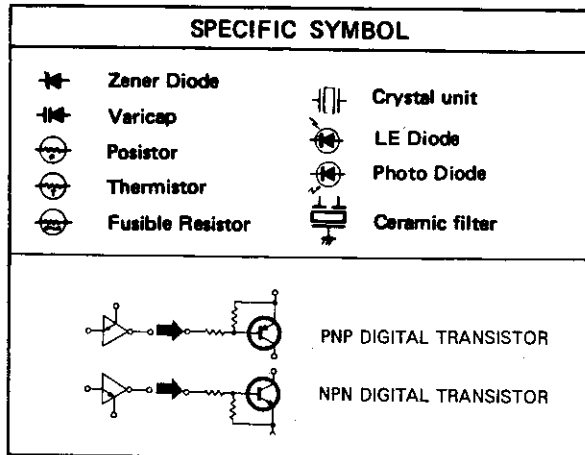 SPECIFIC SYMBOL
Zener Diode
Varicap
Posistor
Thermistor
Fusible Resistor
Crystal unit
LE Diode
Photo Diode
Ceramic filter
PNP DIGITAL TRANSISTOR
NPN DIGITAL TRANSISTOR